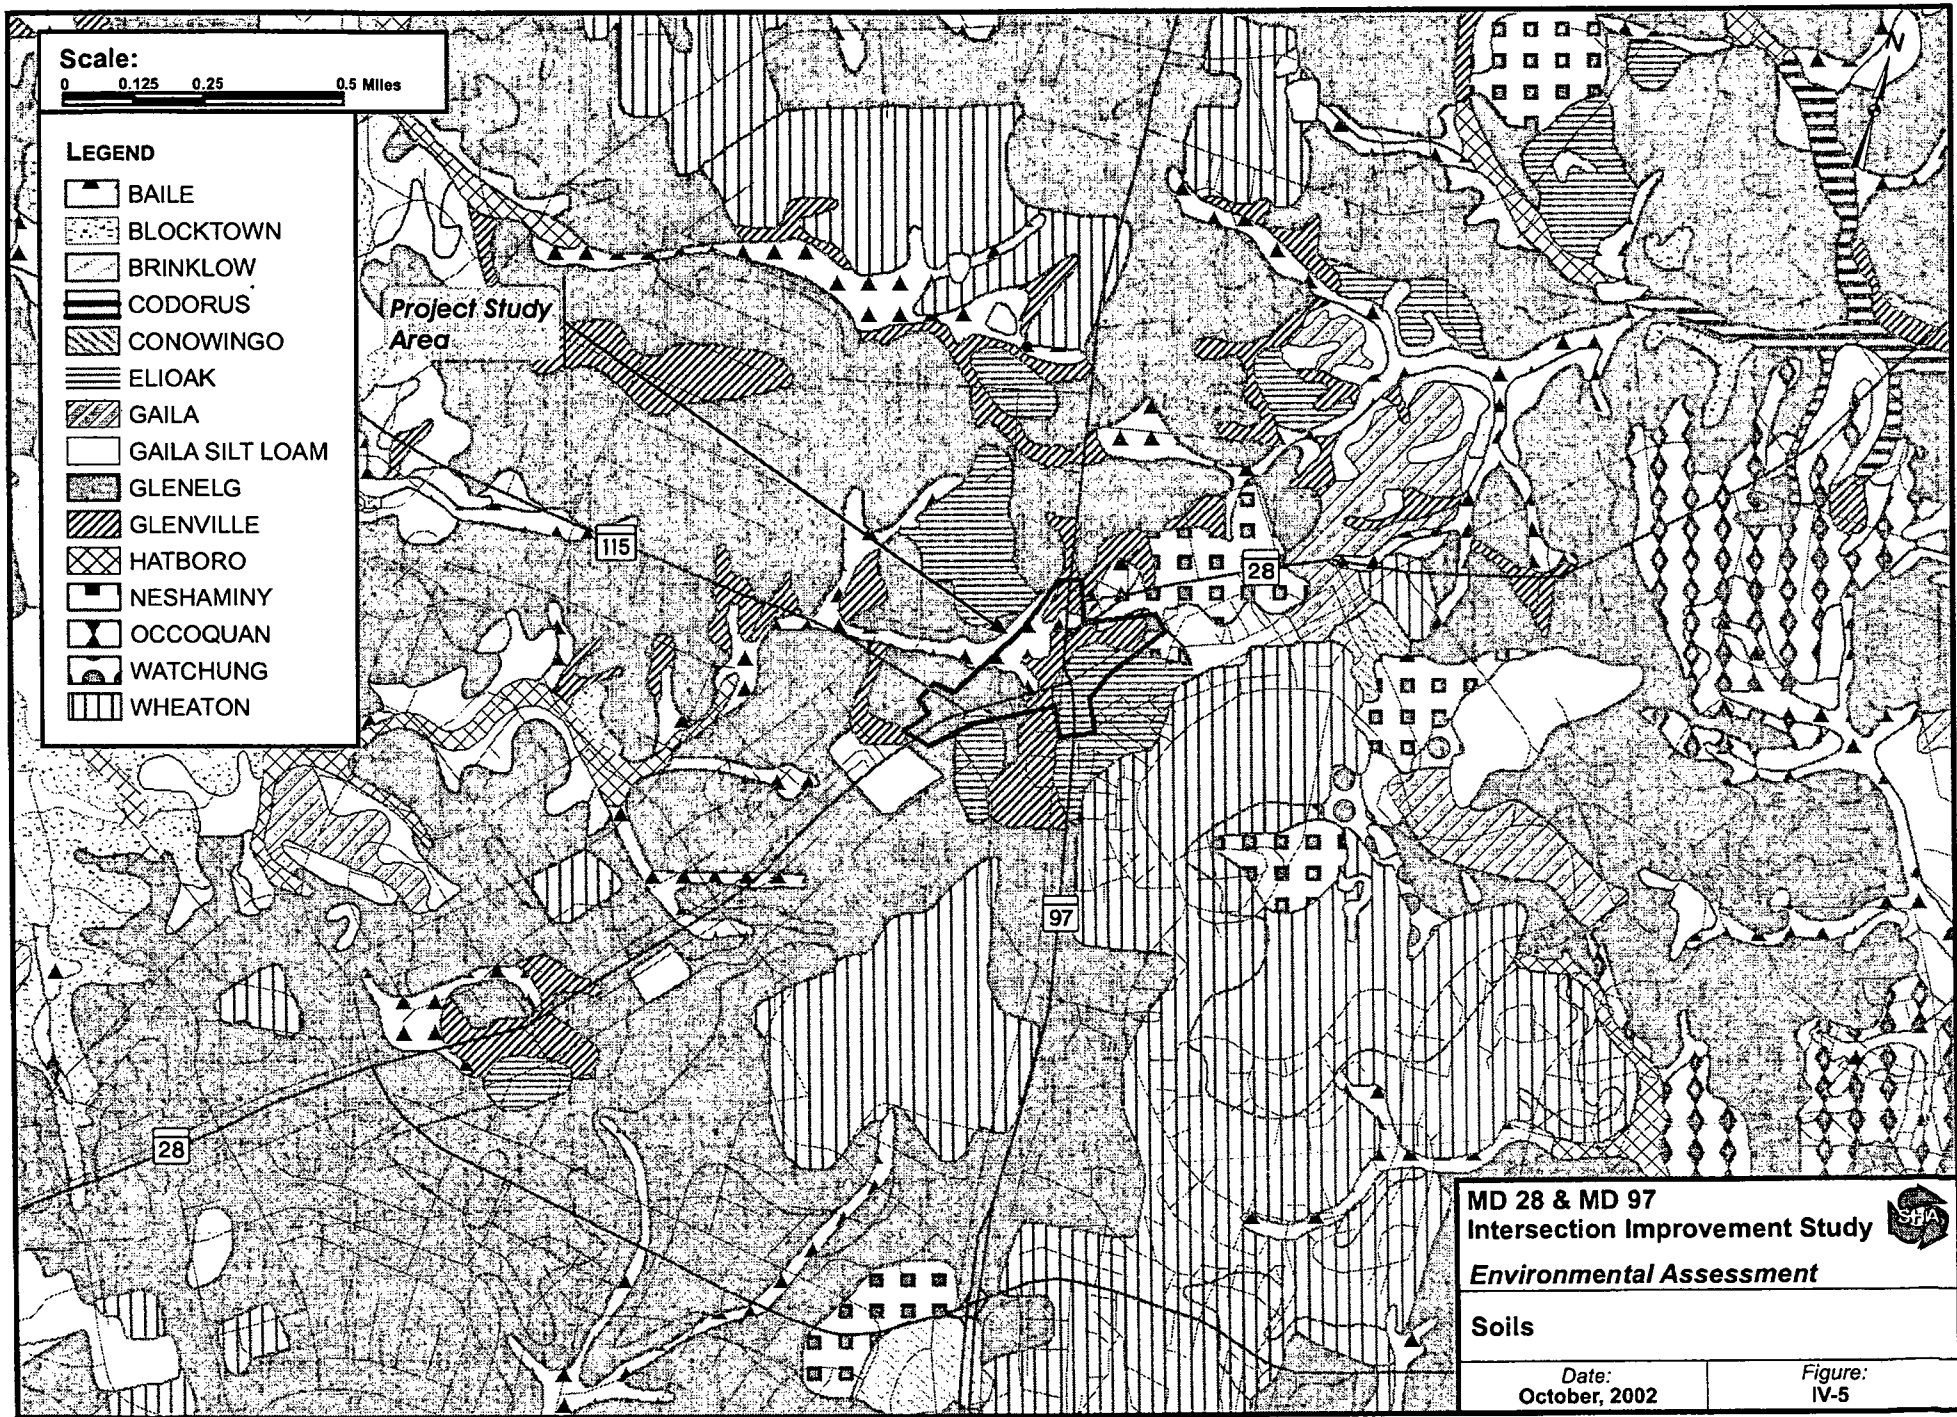 Scale:
0 0.125 0.25 0.5 Miles
LEGEND
BAILE
BLOCKTOWN
BRINKLOW
CODORUS
CONOWINGO
ELIOAK
GAILA
GAILA SILT LOAM
GLENELG
GLENVILLE
HATBORO
NESHAMINY
OCCOQUAN
WATCHUNG
WHEATON
N
Project Study
Area
115
28
97
28
MD 28 & MD 97
Intersection Improvement Study
SHA
Environmental Assessment
Soils
Date:
October, 2002
Figure:
IV-5